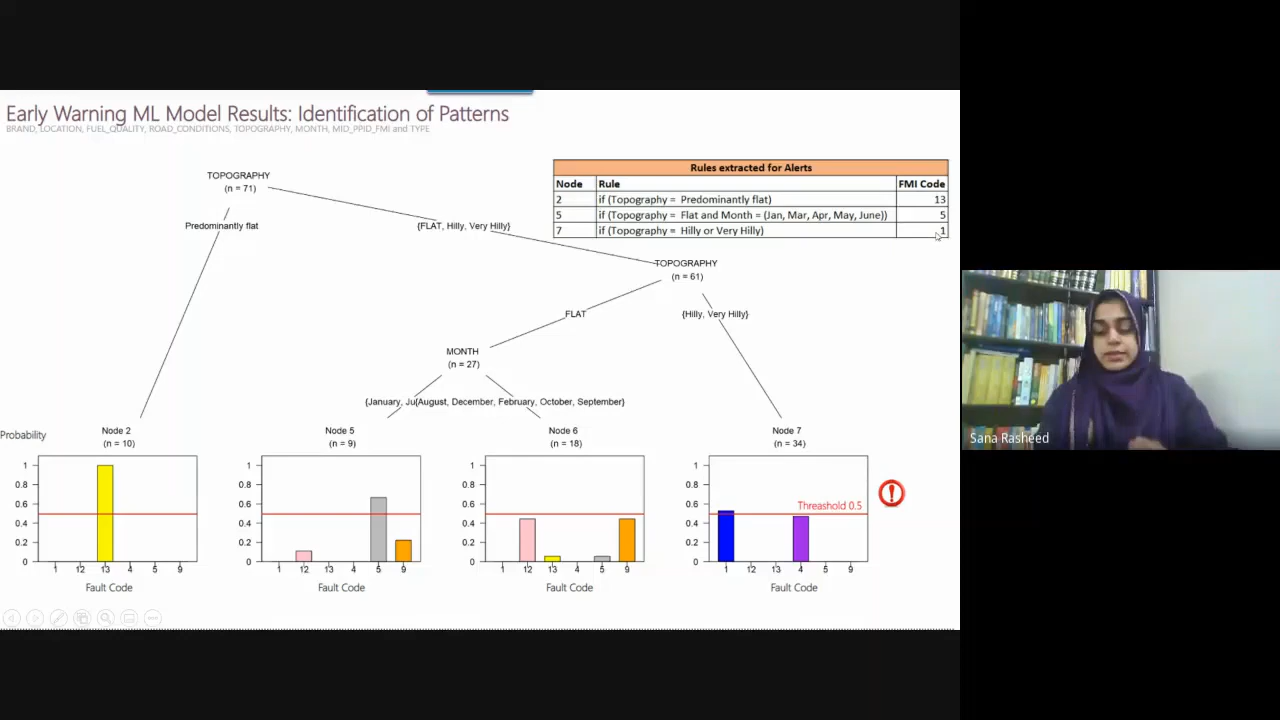 Early Warning ML Model Results: Identification of Patterns
BRAND, LOCATION, FUEL_QUALITY, ROAD_CONDITIONS, TOPOGRAPHY, MONTH, MID_PPID_FMI and TYPE
Rules extracted for Alerts
Node Rule FMI Code
2 if (Topography = Predominantly flat) 13
5 if (Topography = Flat and Month = (Jan, Mar, Apr, May, June)) 5
7 if (Topography = Hilly or Very Hilly) 1
TOPOGRAPHY
(n = 71)
Predominantly flat
{FLAT, Hilly, Very Hilly}
TOPOGRAPHY
(n = 61)
FLAT
{Hilly, Very Hilly}
MONTH
(n = 27)
{January, Ju{August, December, February, October, September}
Probability
Node 2
(n = 10)
1
0.8
0.6
0.4
0.2
0
1 12 13 4 5 9
Fault Code
Node 5
(n = 9)
1
0.8
0.6
0.4
0.2
0
1 12 13 4 5 9
Fault Code
Node 6
(n = 18)
1
0.8
0.6
0.4
0.2
0
1 12 13 4 5 9
Fault Code
Node 7
(n = 34)
1
0.8
0.6
0.4
0.2
0
Threashold 0.5
1 12 13 4 5 9
Fault Code
Sana Rasheed